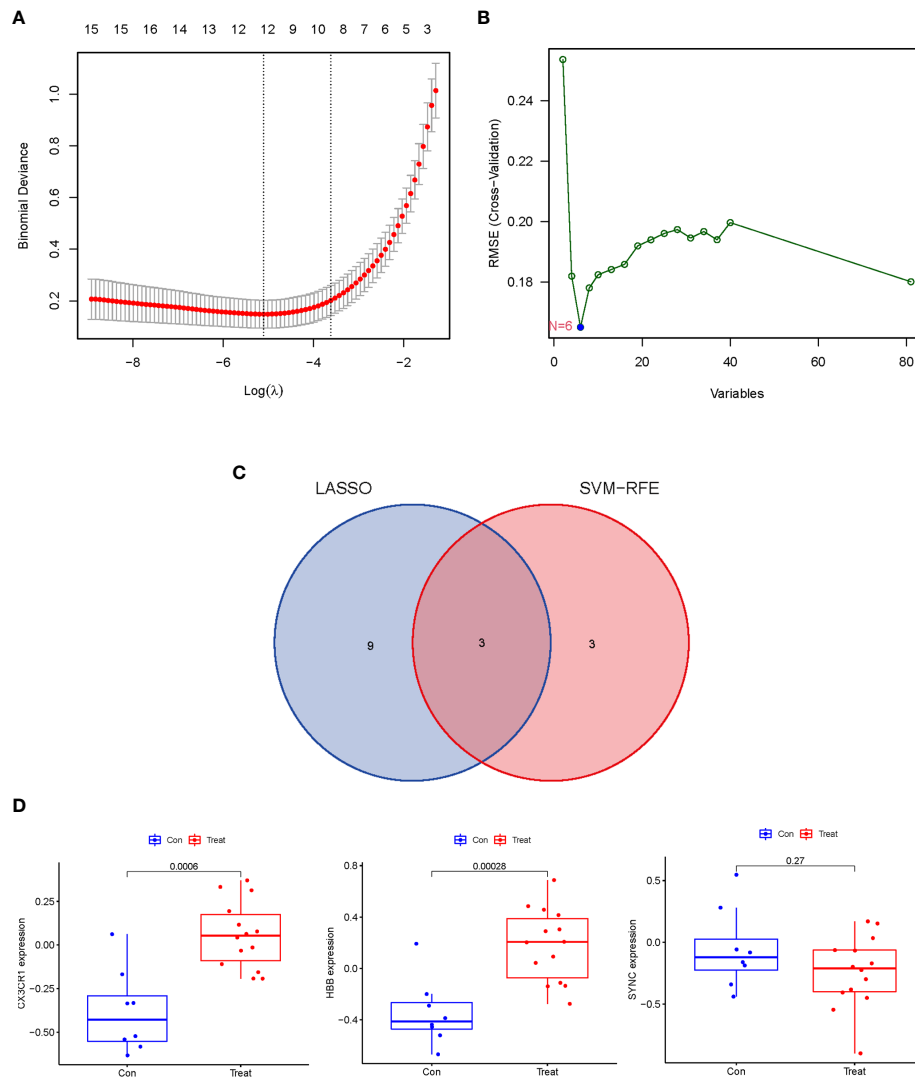 A
15 15 16 14 13 12 12 9 10 8 7 6 5 3
1.0
0.8
0.6
0.4
0.2
Binomial Deviance
−8 −6 −4 −2
Log(λ)
B
0.24
0.22
0.20
0.18
RMSE (Cross−Validation)
N=6
0 20 40 60 80
Variables
C
LASSO SVM−RFE
9 3 3
D
Con Treat
0.0006
0.25
0.00
−0.25
−0.50
CX3CR1 expression
Con Treat
Con Treat
0.00028
0.8
0.4
0.0
−0.4
HBB expression
Con Treat
Con Treat
0.27
0.5
0.0
−0.5
SYNC expression
Con Treat